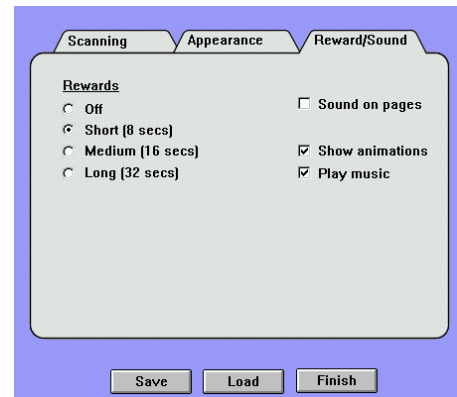 Scanning Appearance Reward/Sound
Rewards
Off
Short (8 secs)
Medium (16 secs)
Long (32 secs)
Sound on pages
Show animations
Play music
Save Load Finish